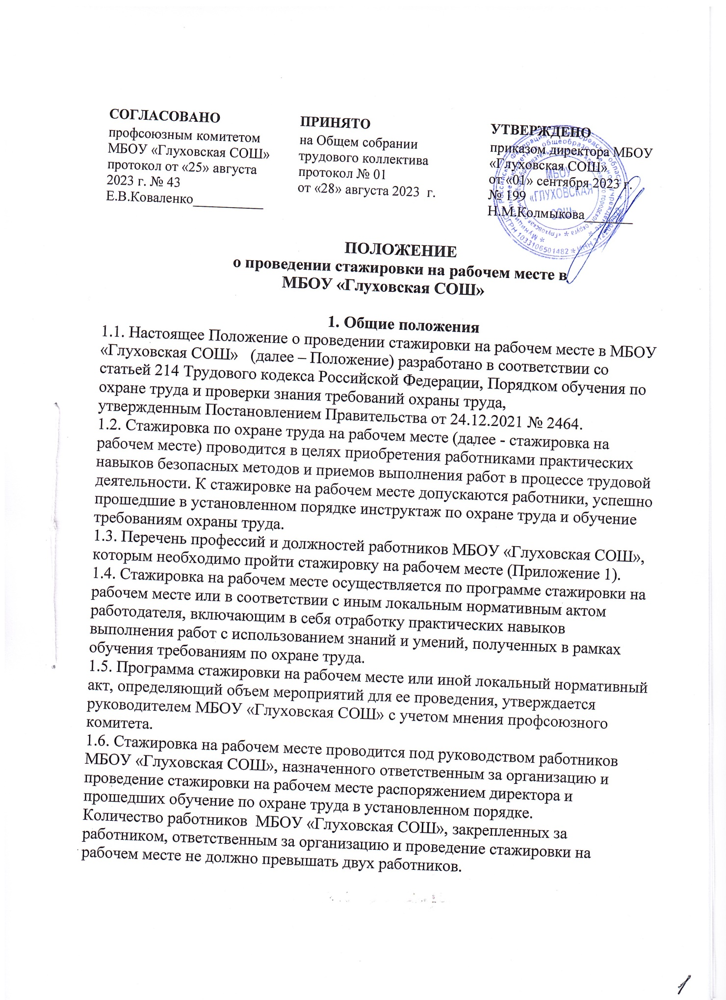 СОГЛАСОВАНО
профсоюзным комитетом
МБОУ «Глуховская СОШ»
протокол от «25» августа
2023 г. № 43
Е.В.Коваленко__________
ПРИНЯТО
на Общем собрании
трудового коллектива
протокол № 01
от «28» августа 2023 г.
УТВЕРЖДЕНО
приказом директора МБОУ
«Глуховская СОШ»
от «01» сентября 2023 г.
№ 199
Н.М.Колмыкова_______
МБОУ
«ГЛУХОВСКАЯ
СОШ»
ОГРН 1033106501482
ПОЛОЖЕНИЕ
о проведении стажировки на рабочем месте в
МБОУ «Глуховская СОШ»
1. Общие положения
1.1. Настоящее Положение о проведении стажировки на рабочем месте в МБОУ
«Глуховская СОШ» (далее – Положение) разработано в соответствии со
статьей 214 Трудового кодекса Российской Федерации, Порядком обучения по
охране труда и проверки знания требований охраны труда,
утвержденным Постановлением Правительства от 24.12.2021 № 2464.
1.2. Стажировка по охране труда на рабочем месте (далее - стажировка на
рабочем месте) проводится в целях приобретения работниками практических
навыков безопасных методов и приемов выполнения работ в процессе трудовой
деятельности. К стажировке на рабочем месте допускаются работники, успешно
прошедшие в установленном порядке инструктаж по охране труда и обучение
требованиям охраны труда.
1.3. Перечень профессий и должностей работников МБОУ «Глуховская СОШ»,
которым необходимо пройти стажировку на рабочем месте (Приложение 1).
1.4. Стажировка на рабочем месте осуществляется по программе стажировки на
рабочем месте или в соответствии с иным локальным нормативным актом
работодателя, включающим в себя отработку практических навыков
выполнения работ с использованием знаний и умений, полученных в рамках
обучения требованиям по охране труда.
1.5. Программа стажировки на рабочем месте или иной локальный нормативный
акт, определяющий объем мероприятий для ее проведения, утверждается
руководителем МБОУ «Глуховская СОШ» с учетом мнения профсоюзного
комитета.
1.6. Стажировка на рабочем месте проводится под руководством работников
МБОУ «Глуховская СОШ», назначенного ответственным за организацию и
проведение стажировки на рабочем месте распоряжением директора и
прошедших обучение по охране труда в установленном порядке.
Количество работников МБОУ «Глуховская СОШ», закрепленных за
работником, ответственным за организацию и проведение стажировки на
рабочем месте не должно превышать двух работников.
1